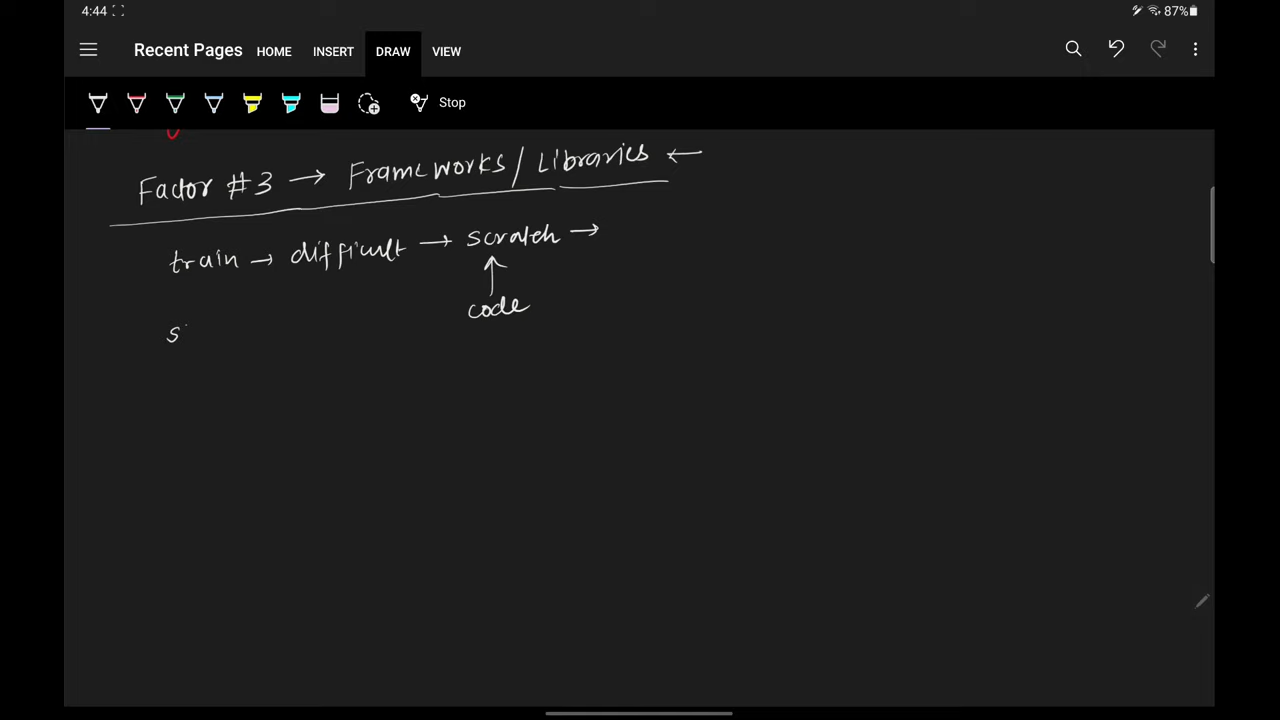 4:44 87%
Recent Pages HOME INSERT DRAW VIEW
Stop
Factor #3 → Frameworks/Libraries ←
train → difficult → scratch →
↑
code
s